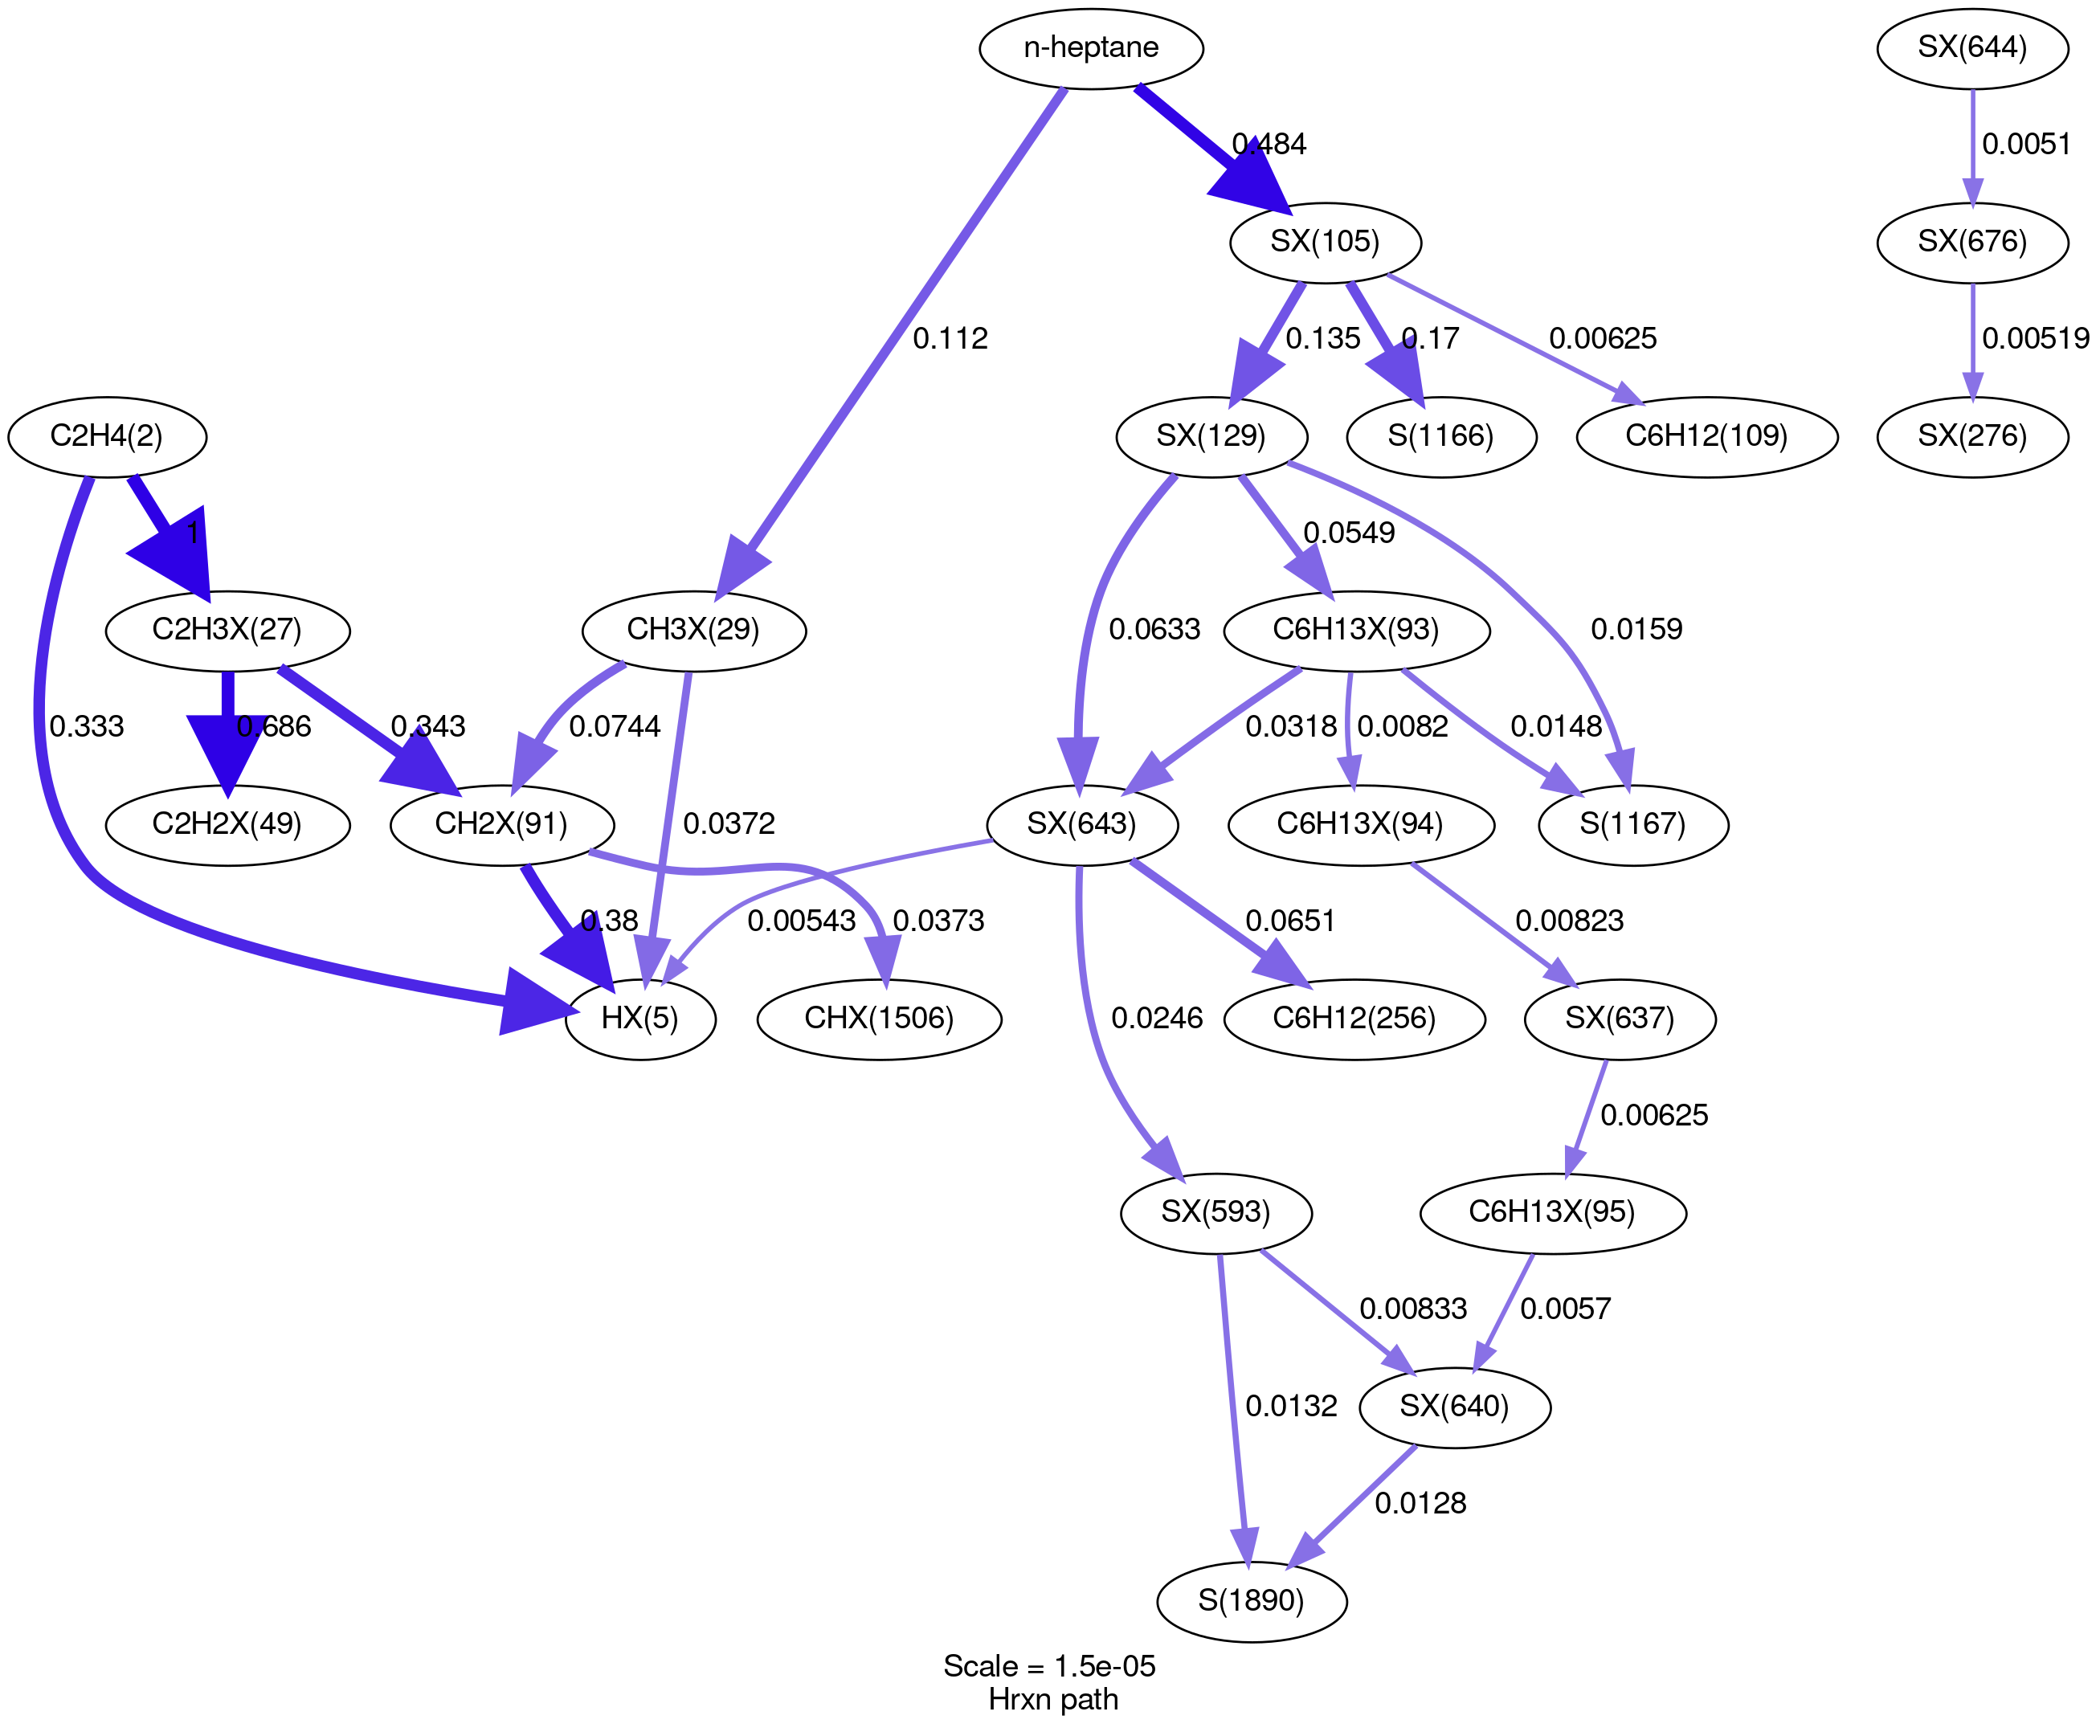 n-heptane
SX(644)
0.484
0.0051
SX(105)
SX(676)
0.112
0.135
0.17
0.00625
0.00519
C2H4(2)
SX(129)
S(1166)
C6H12(109)
SX(276)
1
0.0549
C2H3X(27)
CH3X(29)
0.0633
C6H13X(93)
0.0159
0.333
0.686
0.343
0.0744
0.0318
0.0082
0.0148
C2H2X(49)
CH2X(91)
0.0372
SX(643)
C6H13X(94)
S(1167)
0.38
0.00543
0.0373
0.0651
0.00823
HX(5)
CHX(1506)
0.0246
C6H12(256)
SX(637)
0.00625
SX(593)
C6H13X(95)
0.00833
0.0057
0.0132
SX(640)
0.0128
S(1890)
Scale = 1.5e-05
Hrxn path